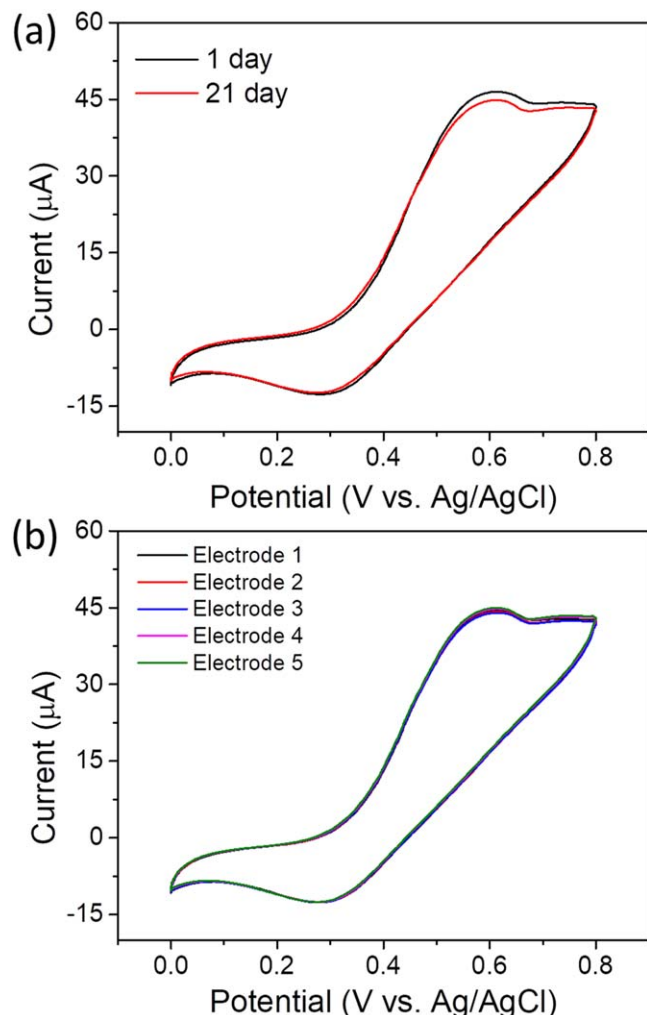 (a)
1 day
21 day
60
45
30
15
0
-15
Current (μA)
0.0 0.2 0.4 0.6 0.8
Potential (V vs. Ag/AgCl)
(b)
Electrode 1
Electrode 2
Electrode 3
Electrode 4
Electrode 5
60
45
30
15
0
-15
Current (μA)
0.0 0.2 0.4 0.6 0.8
Potential (V vs. Ag/AgCl)